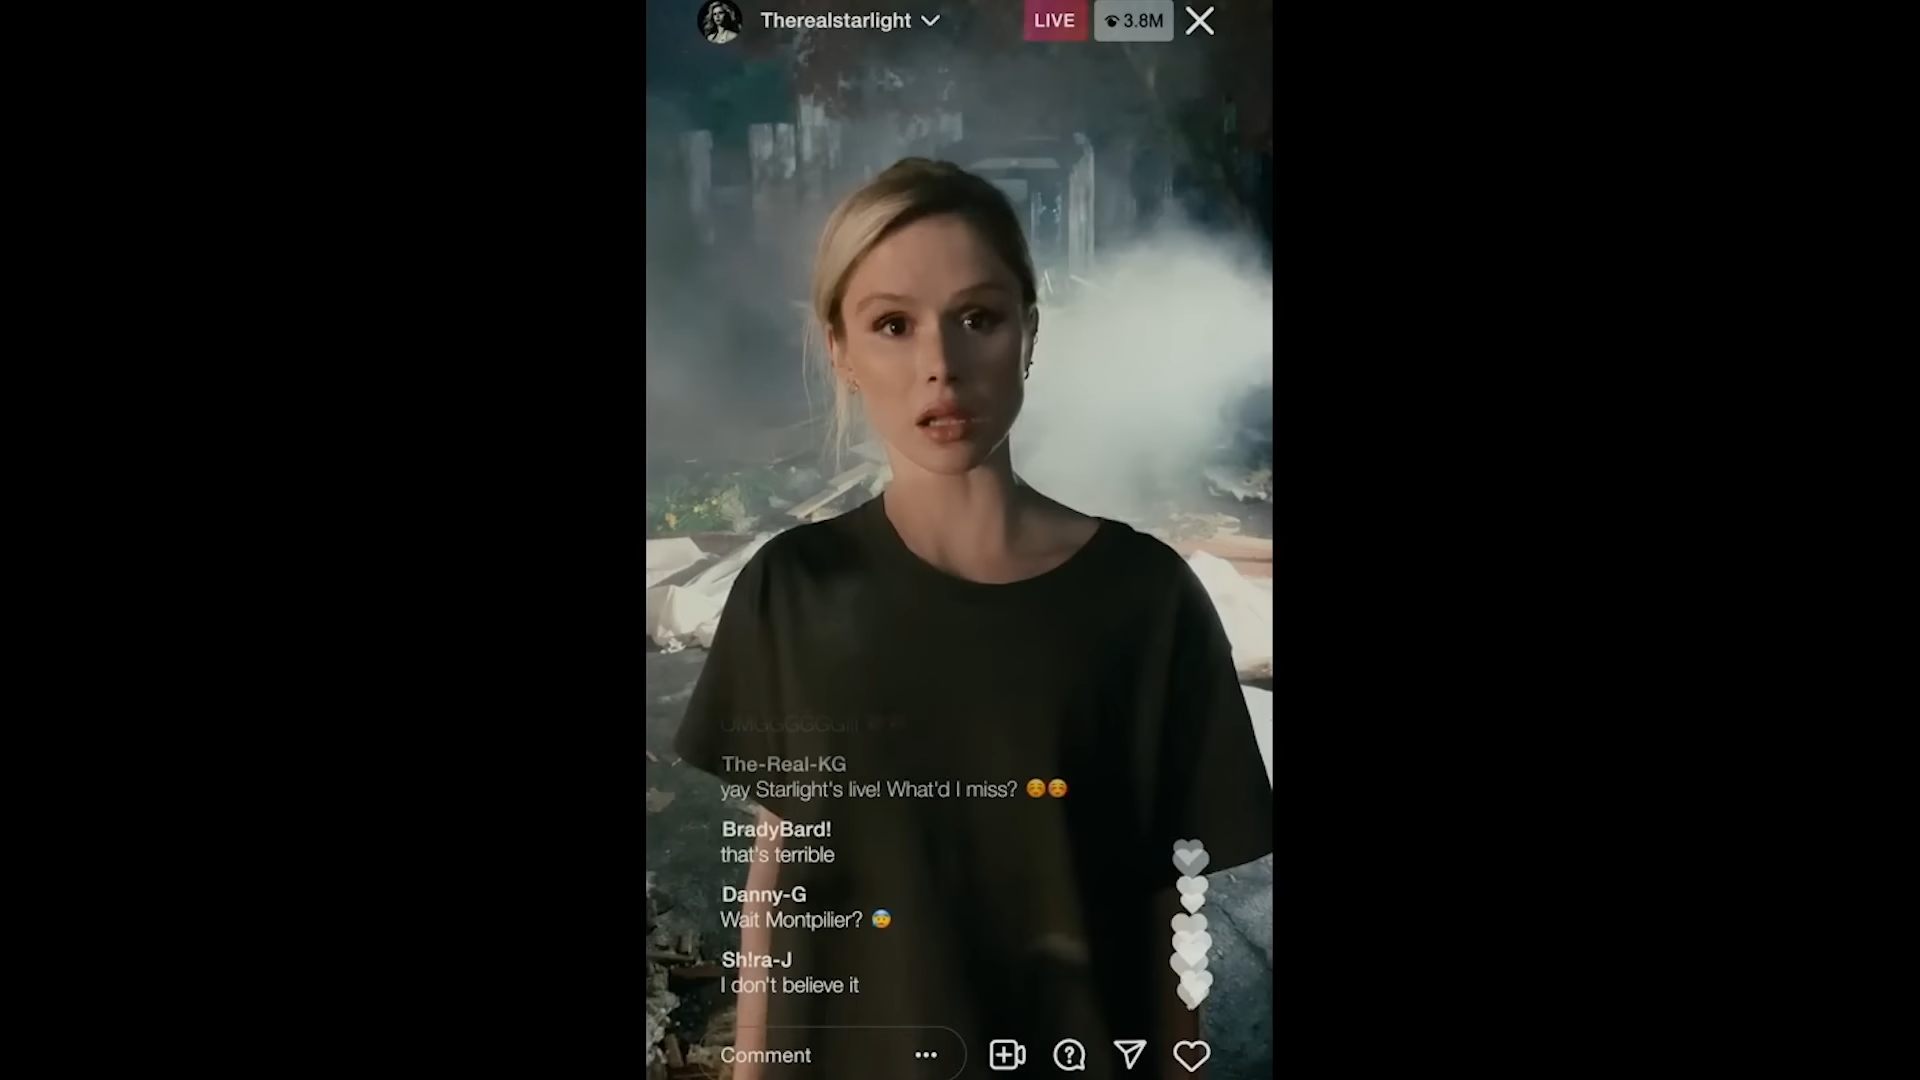 Therealstarlight
LIVE
3.8M
The-Real-KG
yay Starlight's live! What'd I miss? ☺️☺️
BradyBard!
that's terrible
Danny-G
Wait Montpilier? 😰
Sh!ra-J
I don't believe it
Comment